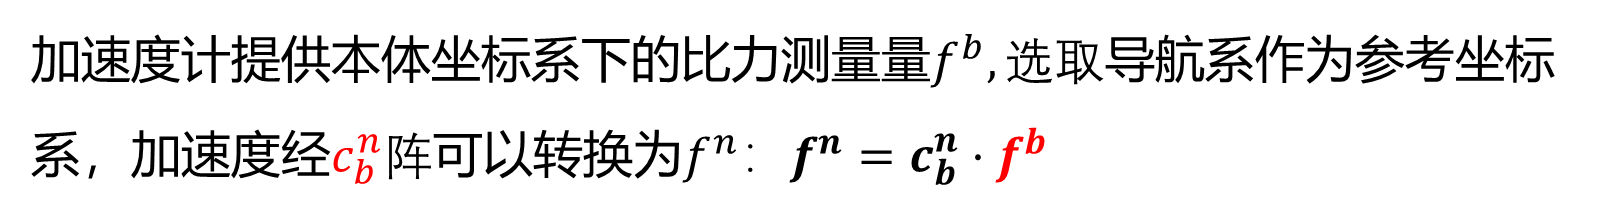 加速度计提供本体坐标系下的比力测量量𝑓^b,选取导航系作为参考坐标
系，加速度经c_b^n阵可以转换为f^n：f^n = c_b^n · f^b